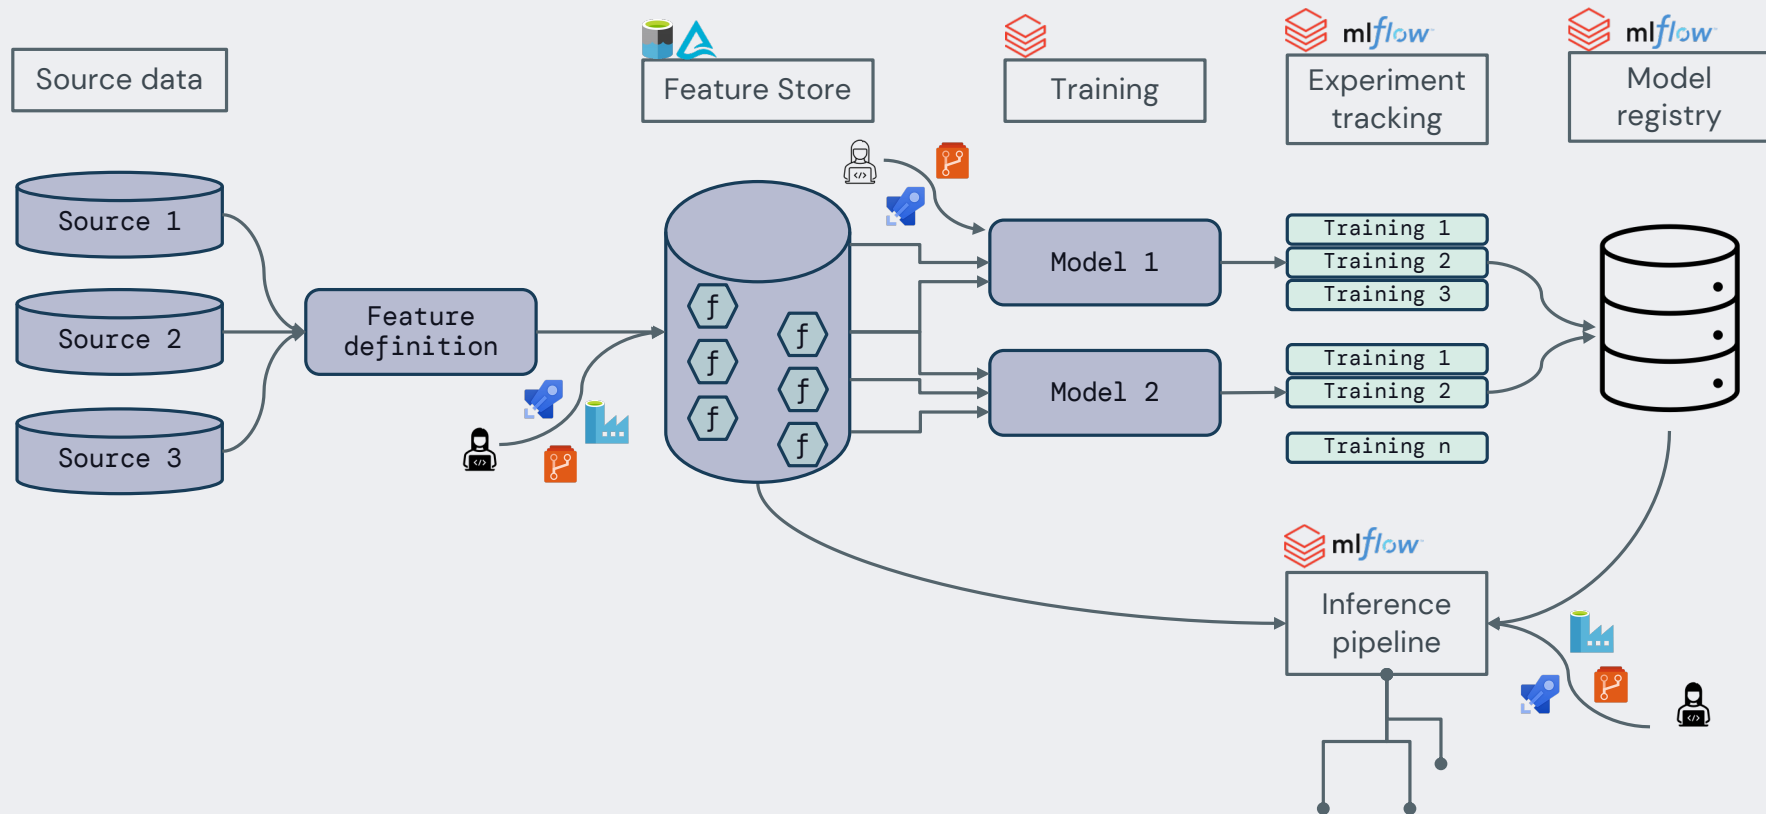 Source data
Feature Store
Training
mlflow
Experiment
tracking
mlflow
Model
registry
Source 1
Source 2
Source 3
Feature
definition
</>
ƒ
ƒ
ƒ
ƒ
ƒ
ƒ
</>
Model 1
Model 2
Training 1
Training 2
Training 3
Training 1
Training 2
Training n
mlflow
Inference
pipeline
</>